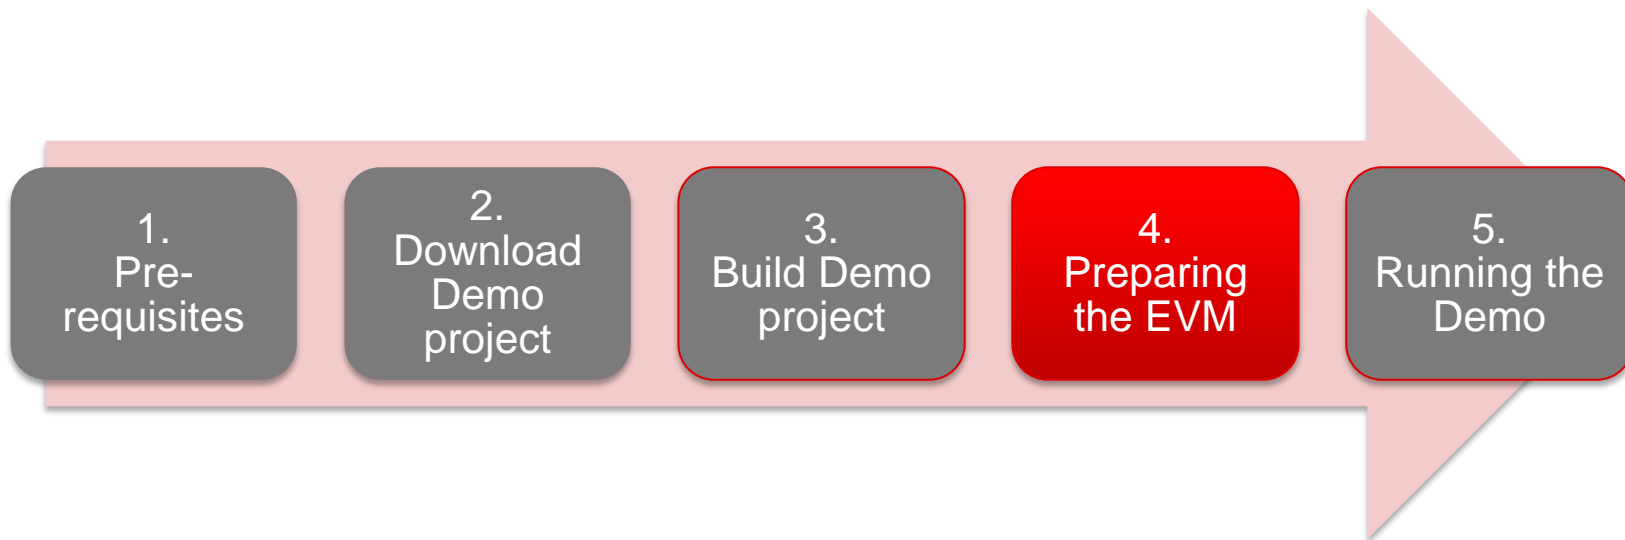 1.
Pre-
requisites
2.
Download
Demo
project
3.
Build Demo
project
4.
Preparing
the EVM
5.
Running the
Demo